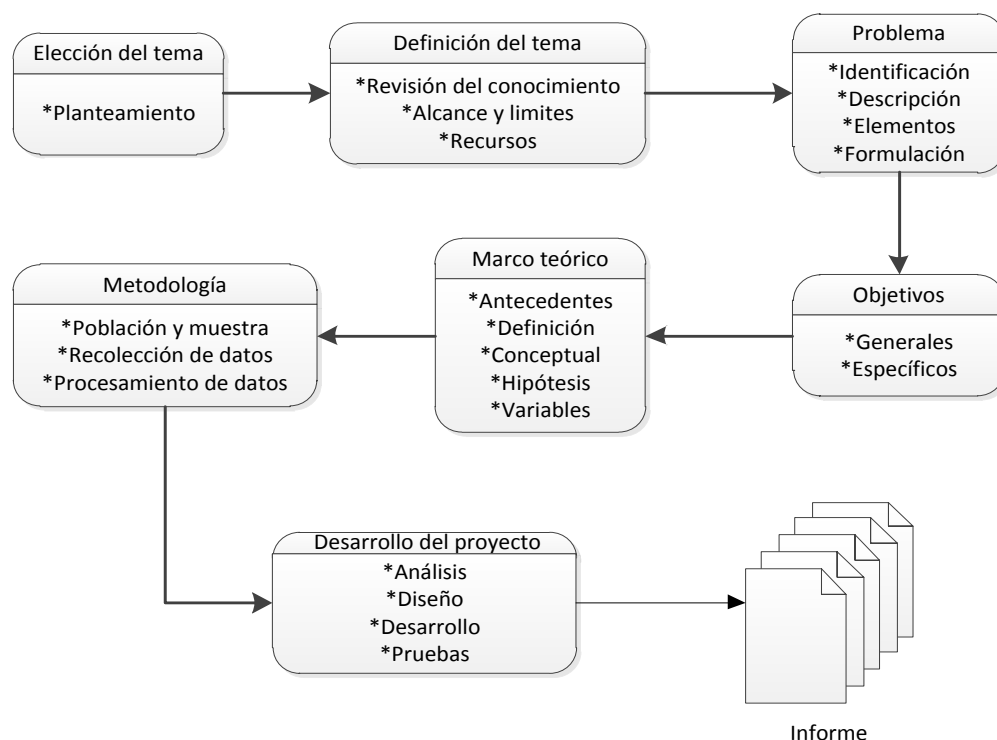 Elección del tema
*Planteamiento
Definición del tema
*Revisión del conocimiento
*Alcance y limites
*Recursos
Problema
*Identificación
*Descripción
*Elementos
*Formulación
Objetivos
*Generales
*Específicos
Marco teórico
*Antecedentes
*Definición
*Conceptual
*Hipótesis
*Variables
Metodología
*Población y muestra
*Recolección de datos
*Procesamiento de datos
Desarrollo del proyecto
*Análisis
*Diseño
*Desarrollo
*Pruebas
Informe